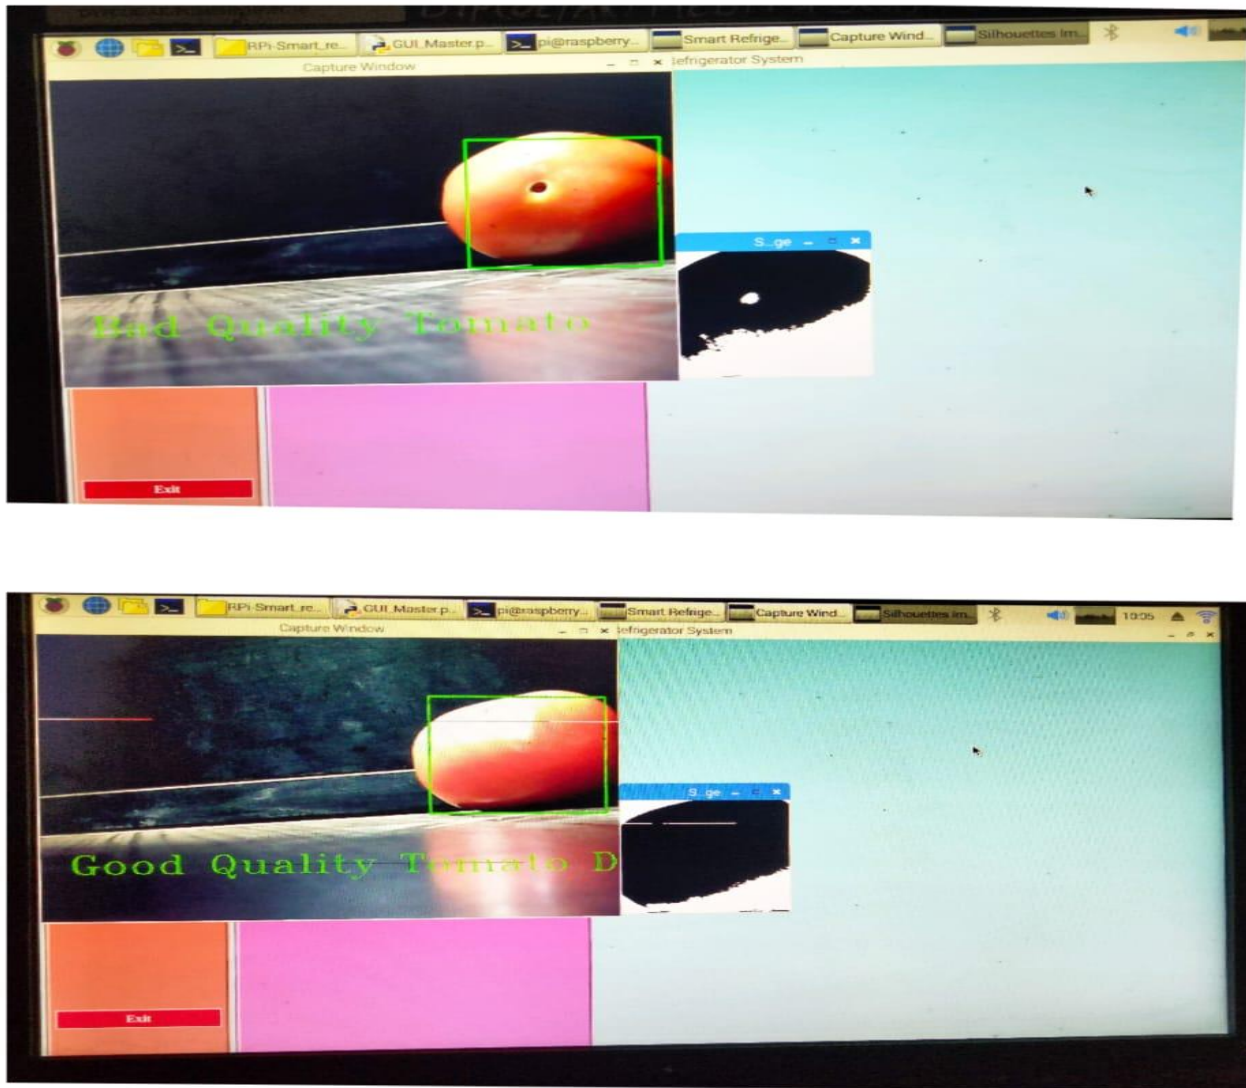 RPi-Smart_re... GUI_Master.p... pi@raspberry... Smart Refrige... Capture Wind... Silhouettes Im...
Capture Window
efrigerator System
S...ge
Bad Quality Tomato
Exit
RPi-Smart_re... GUI_Master.p... pi@raspberry... Smart Refrige... Capture Wind... Silhouettes Im... 10:05
Capture Window
efrigerator System
S...ge
Good Quality Tomato D
Exit